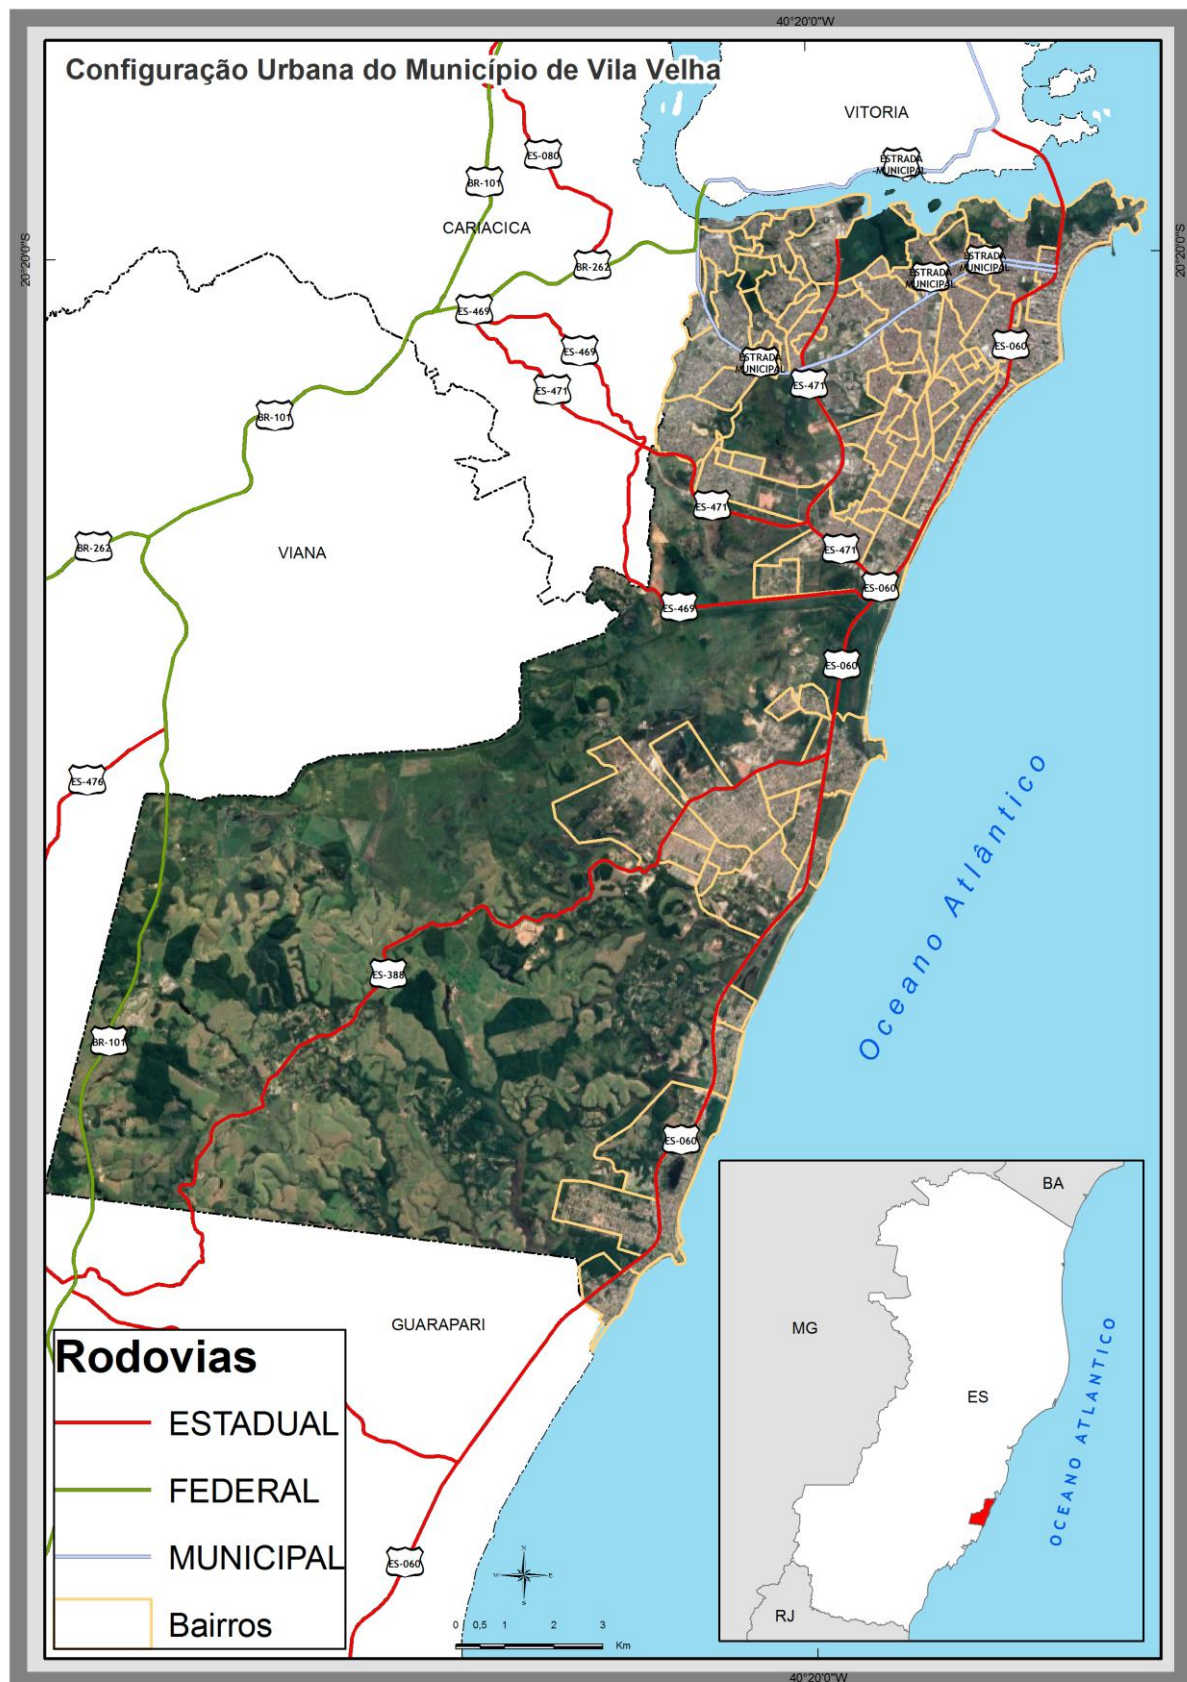 40°20'0"W
Configuração Urbana do Município de Vila Velha
VITORIA
ES-080
ESTRADA
MUNICIPAL
BR-101
CARIACICA
20°20'0"S
20°20'0"S
BR-262
ESTRADA
MUNICIPAL
ESTRADA
MUNICIPAL
ES-469
ES-469
ES-060
ESTRADA
MUNICIPAL
ES-471
ES-471
BR-101
ES-471
BR-262
VIANA
ES-471
ES-060
ES-469
ES-060
ES-476
Oceano Atlântico
ES-388
BR-101
ES-060
GUARAPARI
BA
MG
ES
OCEANO ATLANTICO
RJ
Rodovias
ESTADUAL
FEDERAL
MUNICIPAL
Bairros
ES-060
N
W
E
S
0 0,5 1 2 3
Km
40°20'0"W